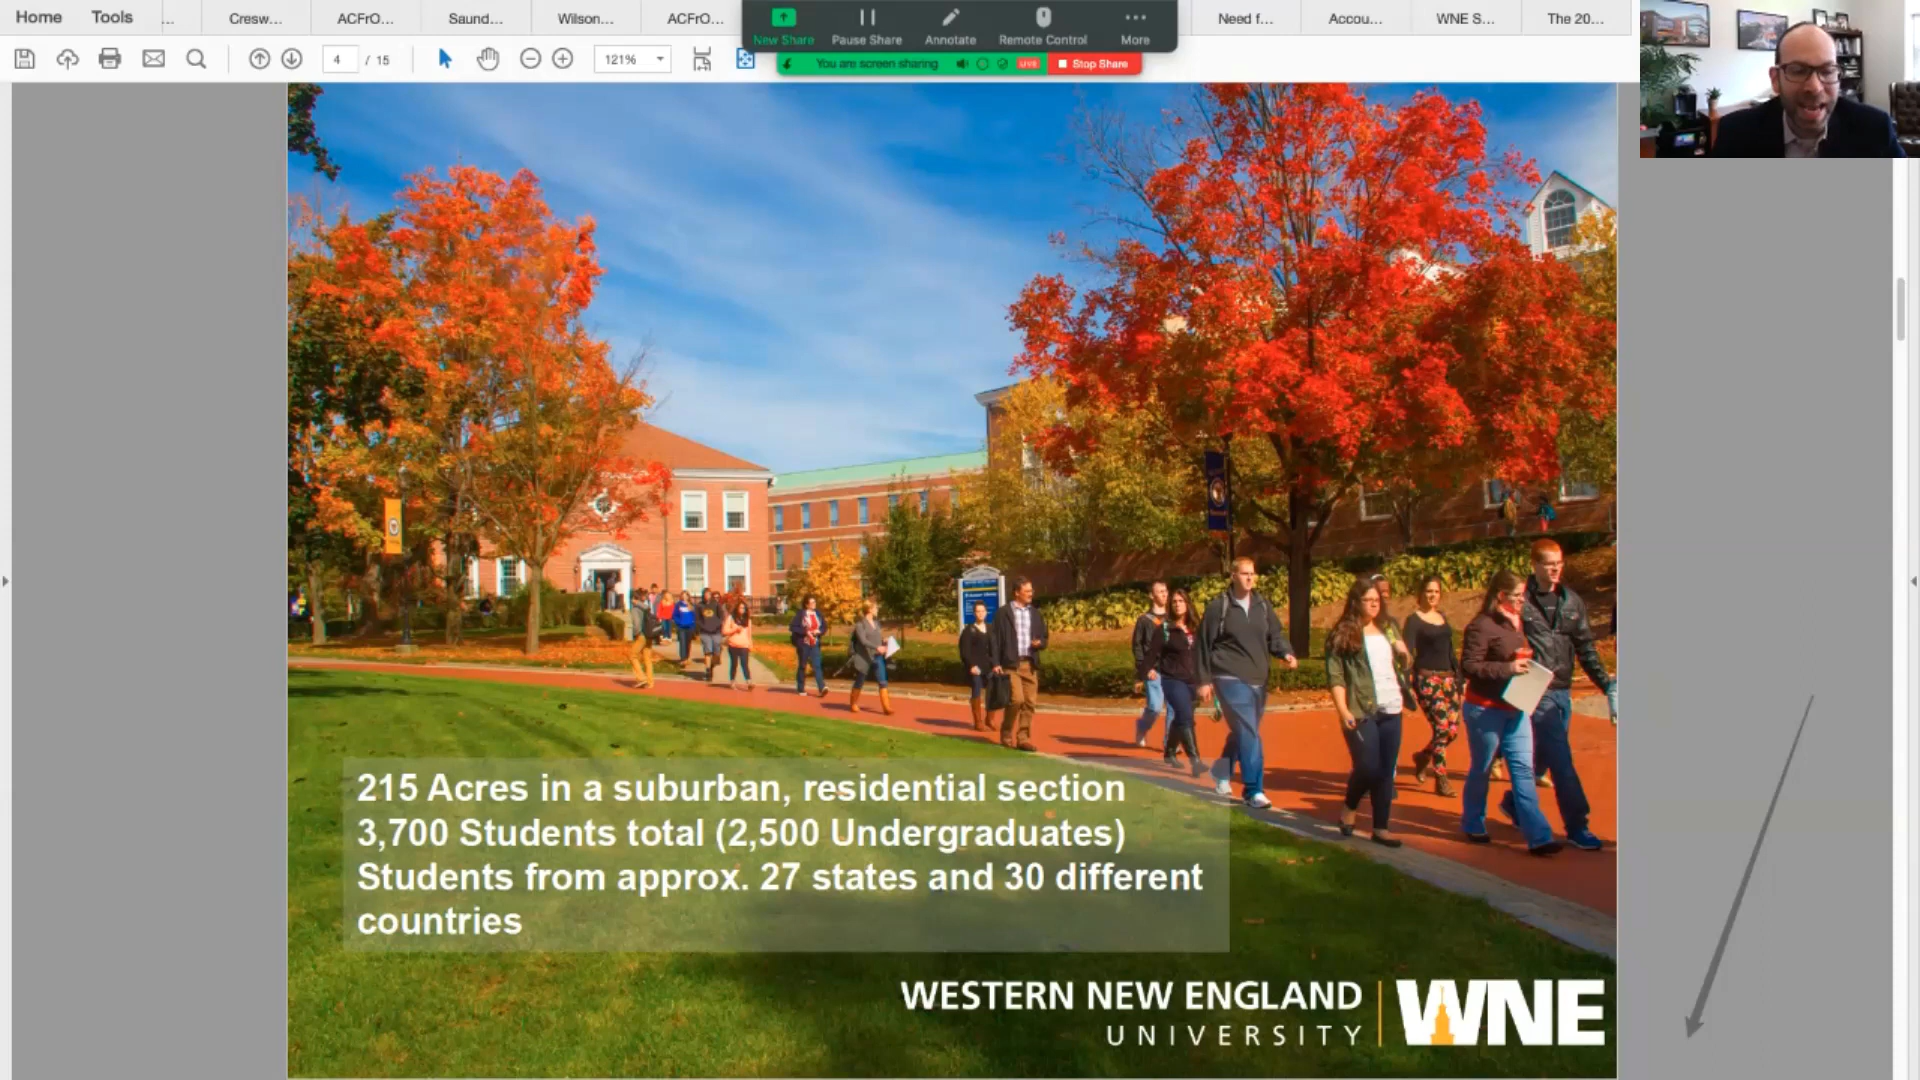 Home Tools ... Cresw... ACFrO... Saund... Wilson... ACFrO... Need f... Accou... WNE S... The 20...
New Share Pause Share Annotate Remote Control More
4 / 15 121%
You are screen sharing LIVE Stop Share
215 Acres in a suburban, residential section
3,700 Students total (2,500 Undergraduates)
Students from approx. 27 states and 30 different
countries
WESTERN NEW ENGLAND
UNIVERSITY
WNE